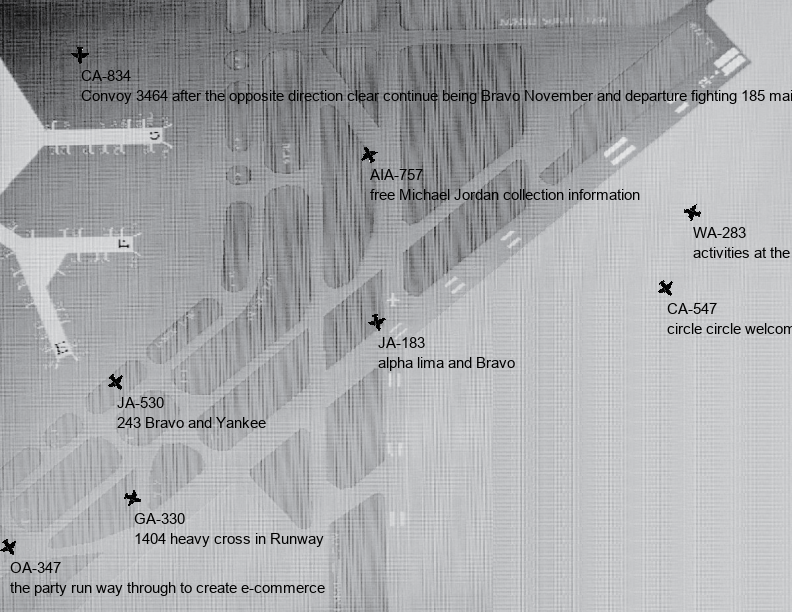 CA-834
Convoy 3464 after the opposite direction clear continue being Bravo November and departure fighting 185 mai
AIA-757
free Michael Jordan collection information
WA-283
activities at the
CA-547
circle circle welcom
JA-183
alpha lima and Bravo
JA-530
243 Bravo and Yankee
GA-330
1404 heavy cross in Runway
OA-347
the party run way through to create e-commerce